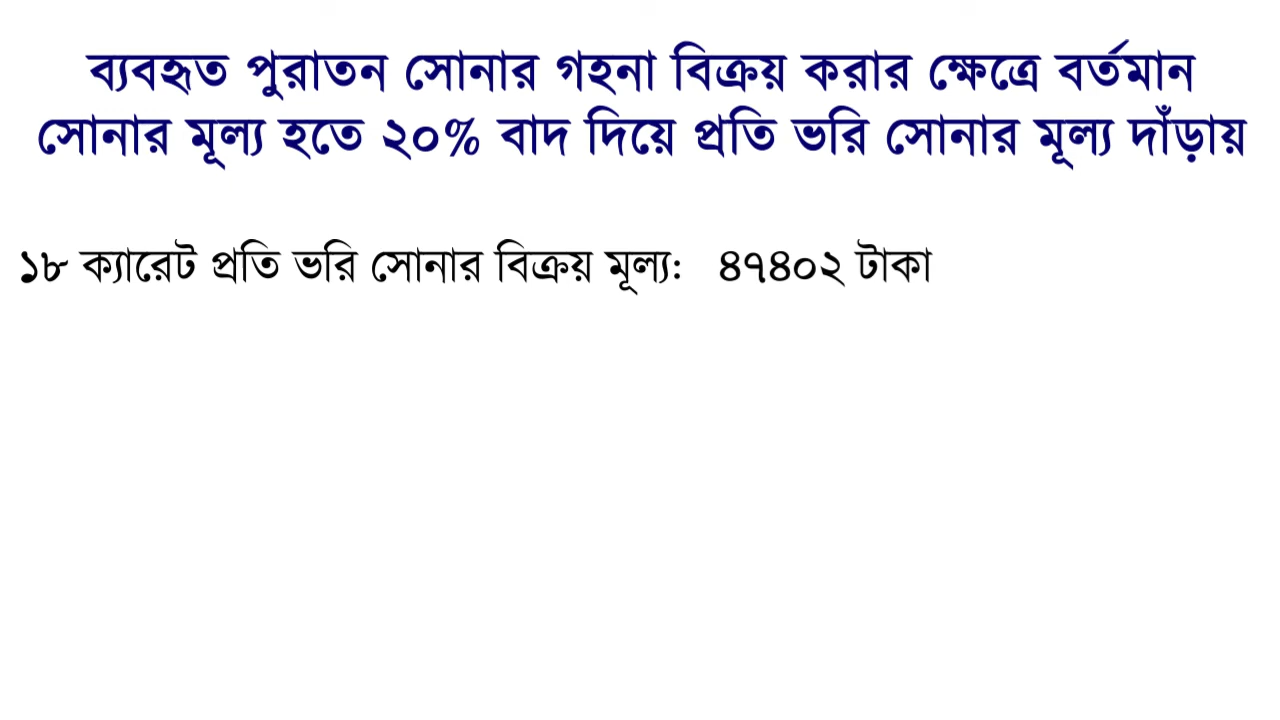 ব্যবহৃত পুরাতন সোনার গহনা বিক্রয় করার ক্ষেত্রে বর্তমান
সোনার মূল্য হতে ২০% বাদ দিয়ে প্রতি ভরি সোনার মূল্য দাঁড়ায়
১৮ ক্যারেট প্রতি ভরি সোনার বিক্রয় মূল্য: ৪৭৪০২ টাকা